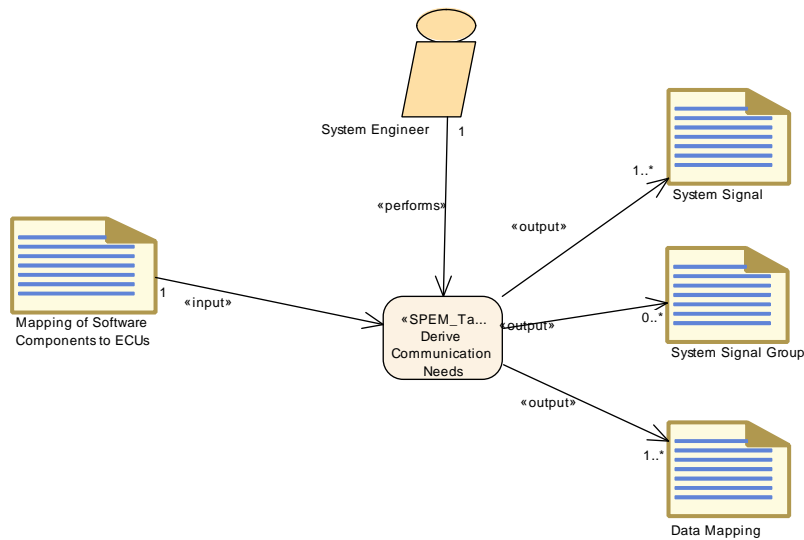 System Engineer
1
«performs»
1..*
System Signal
«output»
1
«input»
Mapping of Software
Components to ECUs
«SPEM_Ta...
Derive
Communication
Needs
«output»
0..*
System Signal Group
«output»
1..*
Data Mapping